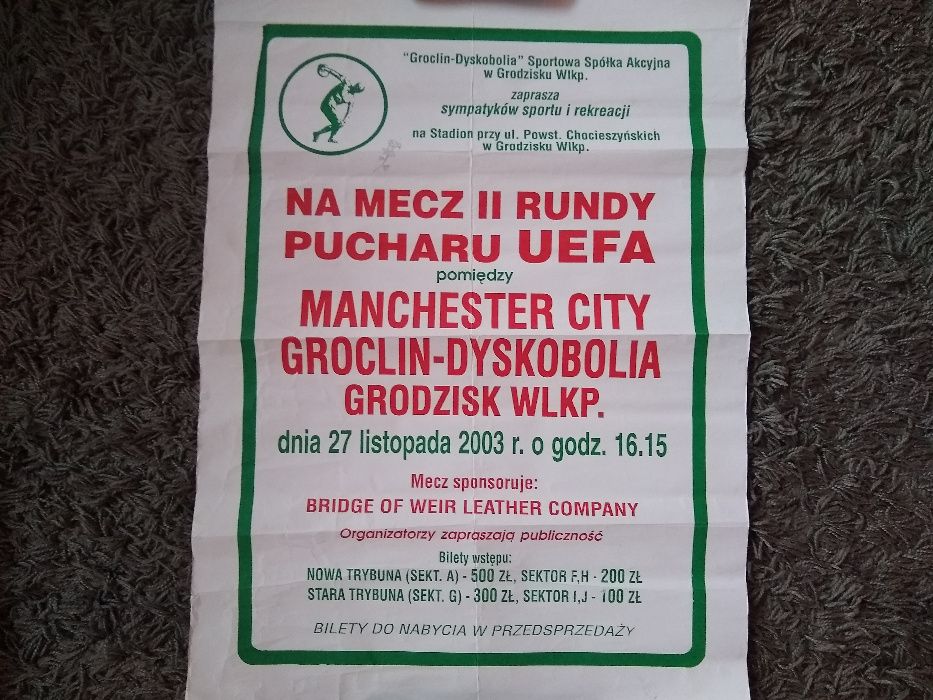 "Groclin-Dyskobolia" Sportowa Spółka Akcyjna
w Grodzisku Wlkp.
zaprasza
sympatyków sportu i rekreacji
na Stadion przy ul. Powst. Chocieszyńskich
w Grodzisku Wlkp.
NA MECZ II RUNDY
PUCHARU UEFA
pomiędzy
MANCHESTER CITY
GROCLIN-DYSKOBOLIA
GRODZISK WLKP.
dnia 27 listopada 2003 r. o godz. 16.15
Mecz sponsoruje:
BRIDGE OF WEIR LEATHER COMPANY
Organizatorzy zapraszają publiczność
Bilety wstępu:
NOWA TRYBUNA (SEKT. A) - 500 ZŁ, SEKTOR F,H - 200 ZŁ
STARA TRYBUNA (SEKT. G) - 300 ZŁ, SEKTOR I,J - 100 ZŁ
BILETY DO NABYCIA W PRZEDSPRZEDAŻY